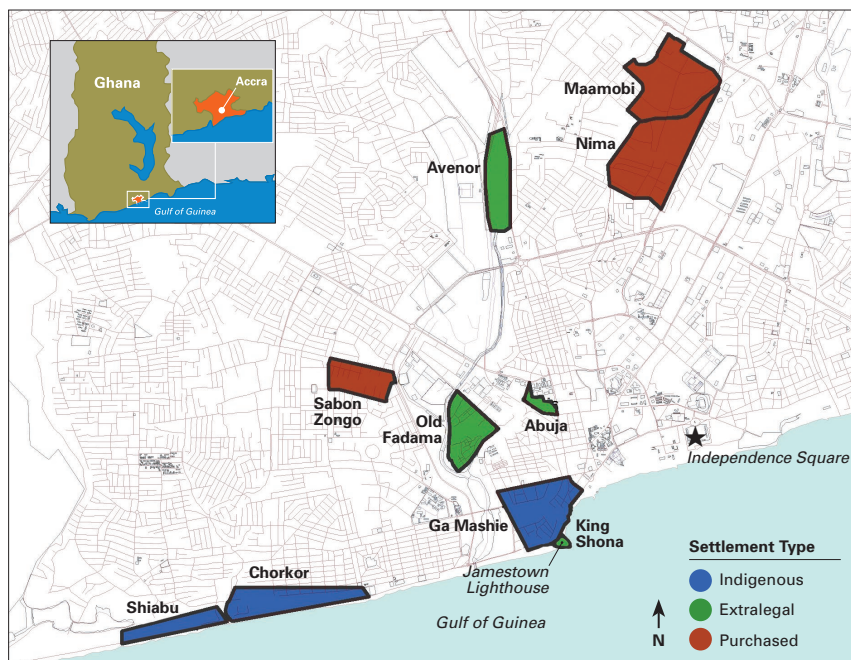 Ghana
Accra
Gulf of Guinea
Maamobi
Nima
Avenor
Sabon
Zongo
Old
Fadama
Abuja
Independence Square
Ga Mashie
King
Shona
Jamestown
Lighthouse
Chorkor
Shiabu
Gulf of Guinea
N
Settlement Type
Indigenous
Extralegal
Purchased